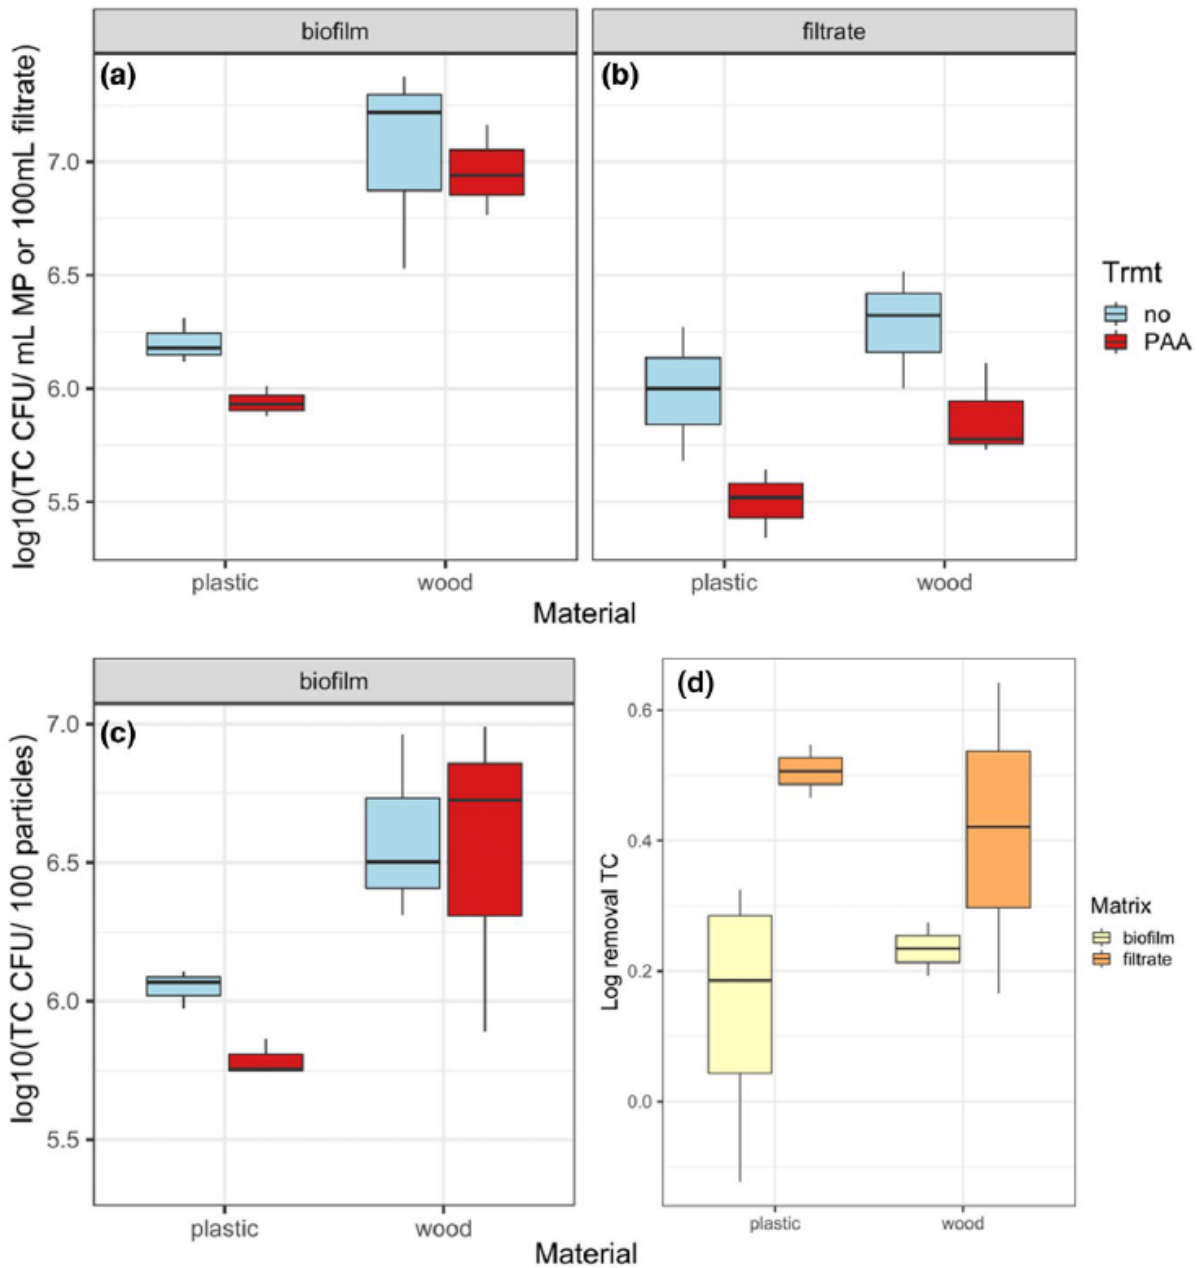 biofilm
filtrate
(a)
(b)
log10(TC CFU/ mL MP or 100mL filtrate)
7.0
6.5
6.0
5.5
plastic
wood
plastic
wood
Material
Trmt
no
PAA
biofilm
(c)
log10(TC CFU/ 100 particles)
7.0
6.5
6.0
5.5
plastic
wood
Material
(d)
Log removal TC
0.6
0.4
0.2
0.0
plastic
wood
Matrix
biofilm
filtrate